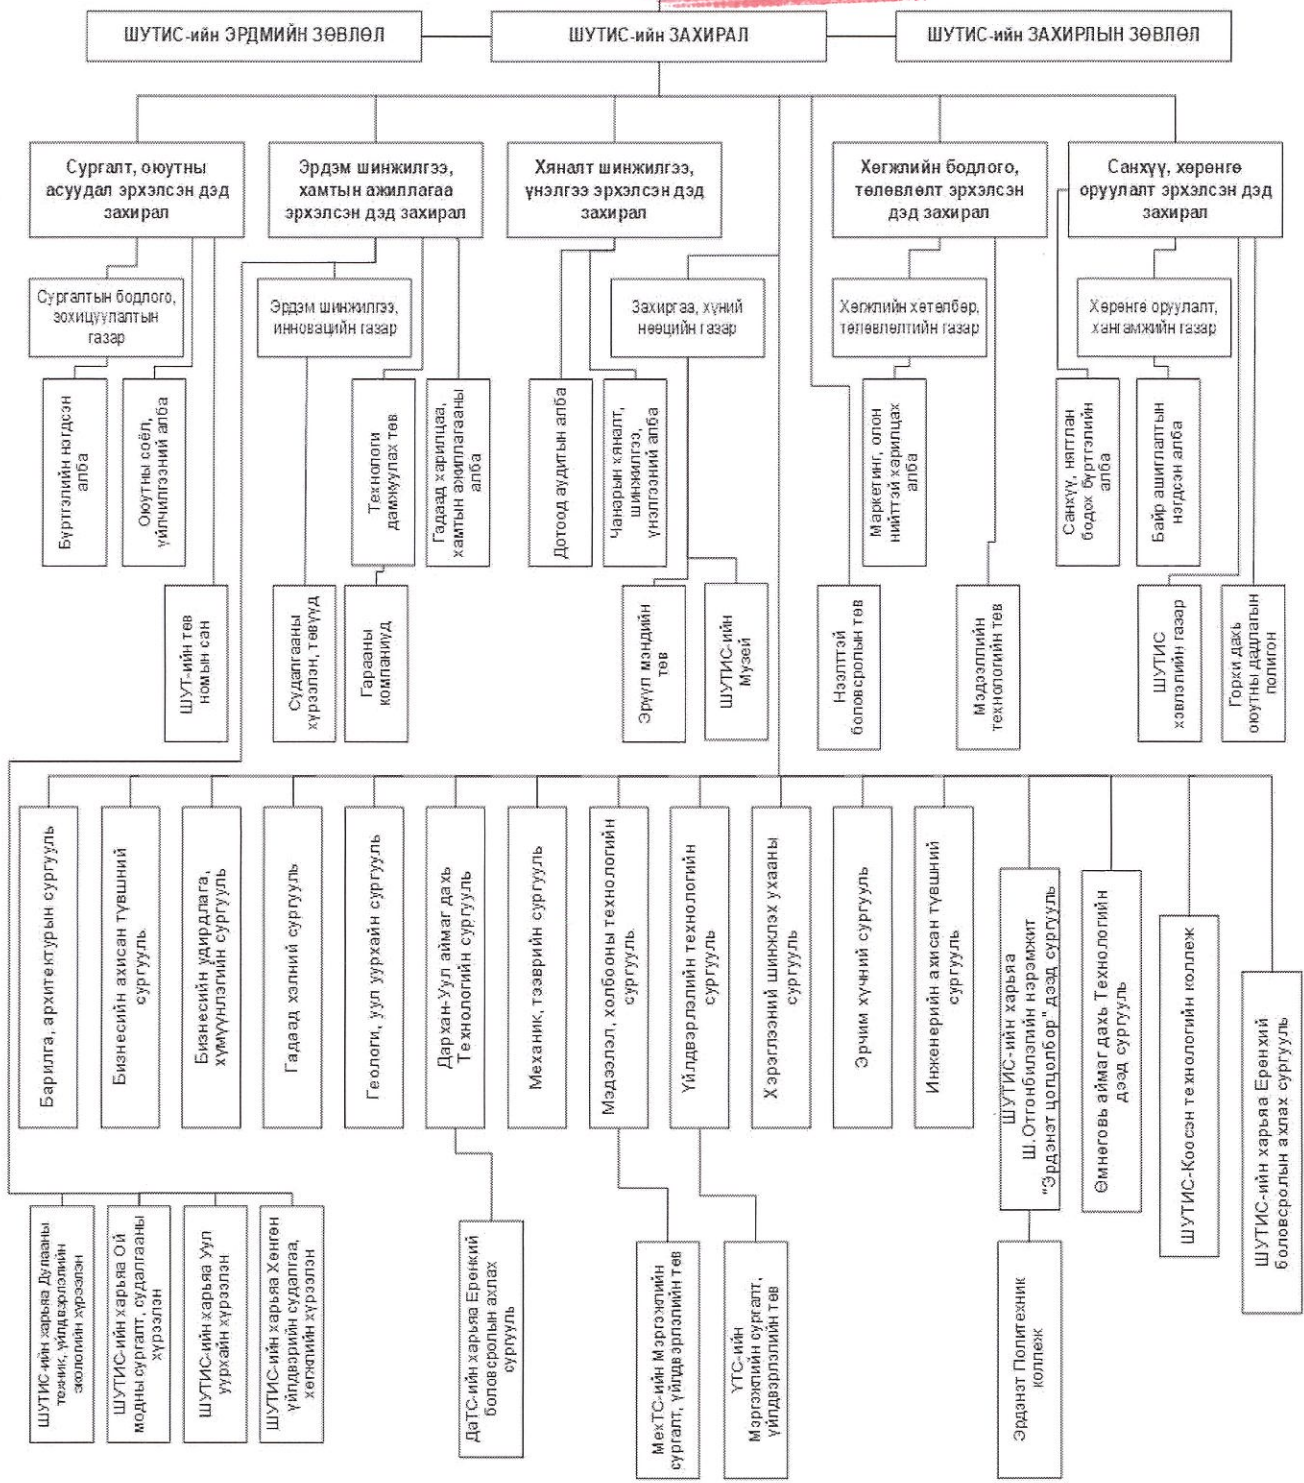 ШУТИС-ийн ЭРДМИЙН ЗӨВЛӨЛ
ШУТИС-ийн ЗАХИРАЛ
ШУТИС-ийн ЗАХИРЛЫН ЗӨВЛӨЛ
Сургалт, оюутны
асуудал эрхэлсэн дэд
захирал
Эрдэм шинжилгээ,
хамтын ажиллагаа
эрхэлсэн дэд захирал
Хяналт шинжилгээ,
үнэлгээ эрхэлсэн дэд
захирал
Хөгжлийн бодлого,
төлөвлөлт эрхэлсэн
дэд захирал
Санхүү, хөрөнгө
оруулалт эрхэлсэн дэд
захирал
Сургалтын бодлого,
зохицуулалтын
газар
Эрдэм шинжилгээ,
инновацийн газар
Захиргаа, хүний
нөөцийн газар
Хөгжлийн хөтөлбөр,
төлөвлөлтийн газар
Хөрөнгө оруулалт,
хангамжийн газар
Бүртгэлийн нэгдсэн
алба
Оюутны соёл,
үйлчилгээний алба
Технологи
дамжуулах төв
Гадаад харилцаа,
хамтын ажиллагааны
алба
Дотоод аудитын алба
Чанарын хяналт,
шинжилгээ,
үнэлгээний алба
Маркетинг, олон
нийттэй харилцах
алба
Санхүү, нягтлан
бодох бүртгэлийн
алба
Байр ашиглалтын
нэгдсэн алба
ШУТ-ийн төв
номын сан
Судалгааны
хүрээлэн, төвүүд
Гарааны
компаниуд
Эрүүл мэндийн
төв
ШУТИС-ийн
Музей
Нээлттэй
боловсролын төв
Мэдээллийн
технологийн төв
ШУТИС
хэвлэлийн газар
Горки дахь
оюутны дадлагын
полигон
Барилга, архитектурын сургууль
Бизнесийн ахисан түвшний
сургууль
Бизнесийн удирдлага,
хүмүүнлэгийн сургууль
Гадаад хэлний сургууль
Геологи, уул уурхайн сургууль
Дархан-Уул аймаг дахь
Технологийн сургууль
Механик, тээврийн сургууль
Мэдээлэл, холбооны технологийн
сургууль
Үйлдвэрлэлийн технологийн
сургууль
Хэрэглээний шинжлэх ухааны
сургууль
Эрчим хүчний сургууль
Инженерийн ахисан түвшний
сургууль
ШУТИС-ийн харьяа
Ш.Отгонбилэгийн нэрэмжит
"Эрдэнэт цогцолбор" дээд сургууль
Өмнөговь аймаг дахь Технологийн
дээд сургууль
ШУТИС-Коосэн технологийн коллеж
ШУТИС-ийн харьяа Ерөнхий
боловсролын ахлах сургууль
ШУТИС-ийн харьяа Дулааны
техник, үйлдвэрлэлийн
экологийн хүрээлэн
ШУТИС-ийн харьяа Ой
модны сургалт, судалгааны
хүрээлэн
ШУТИС-ийн харьяа Уул
уурхайн хүрээлэн
ШУТИС-ийн харьяа Хөнгөн
үйлдвэрийн судалгаа,
хөгжлийн хүрээлэн
ДаТС-ийн харьяа Ерөнхий
боловсролын ахлах
сургууль
МехТС-ийн Мэргэжлийн
сургалт, үйлдвэрлэлийн төв
ҮТС-ийн
Мэргэжлийн сургалт,
үйлдвэрлэлийн төв
Эрдэнэт Политехник
коллеж